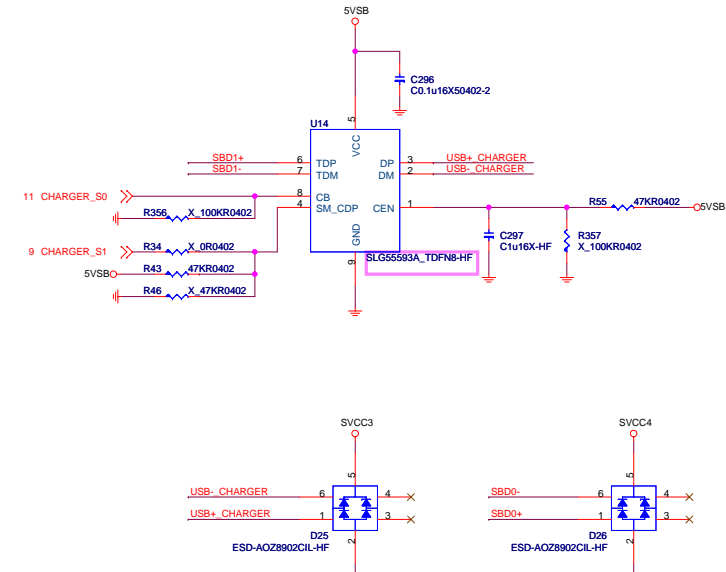 5VSB
C296
C0.1u16X50402-2
U14
5
VCC
SBD1+ 6 TDP DP 3 USB+_CHARGER
SBD1- 7 TDM DM 2 USB-_CHARGER
11 CHARGER_S0 8 CB
4 SM_CDP CEN 1 R55 47KR0402 5VSB
R356 X_100KR0402
GND
9
C297
C1u16X-HF
R357
X_100KR0402
9 CHARGER_S1 R34 X_0R0402
SLG55593A_TDFN8-HF
5VSB R43 47KR0402
R46 X_47KR0402
SVCC3 SVCC4
5 5
USB-_CHARGER 6 4 SBD0- 6 4
USB+_CHARGER 1 3 SBD0+ 1 3
2 2
D25 D26
ESD-AOZ8902CIL-HF ESD-AOZ8902CIL-HF